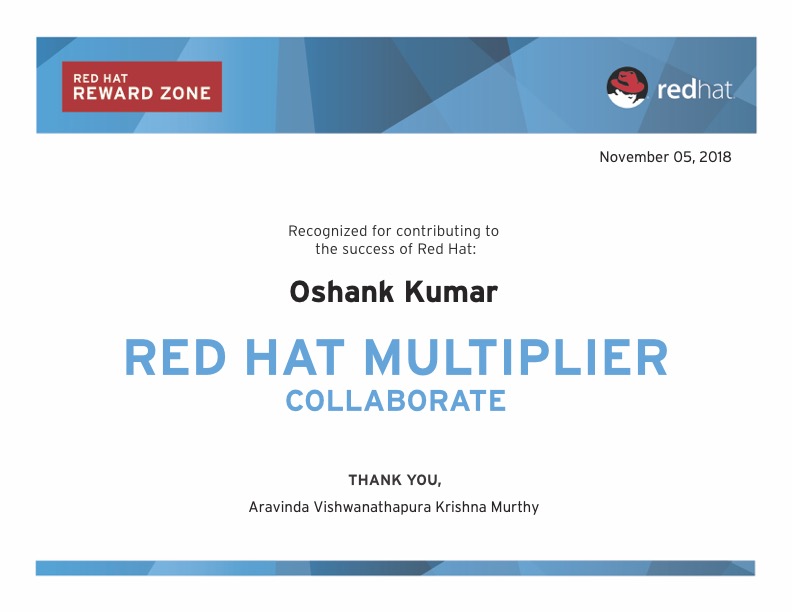 RED HAT
REWARD ZONE
redhat
November 05, 2018
Recognized for contributing to
the success of Red Hat:
Oshank Kumar
RED HAT MULTIPLIER
COLLABORATE
THANK YOU,
Aravinda Vishwanathapura Krishna Murthy